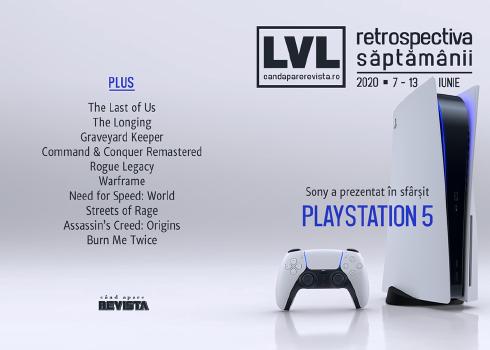 LVL
candaparerevista.ro
retrospectiva
săptămânii
2020 ▪ 7 - 13 IUNIE
PLUS
The Last of Us
The Longing
Graveyard Keeper
Command & Conquer Remastered
Rogue Legacy
Warframe
Need for Speed: World
Streets of Rage
Assassin's Creed: Origins
Burn Me Twice
Sony a prezentat în sfârșit
PLAYSTATION 5
când apare
REVISTA